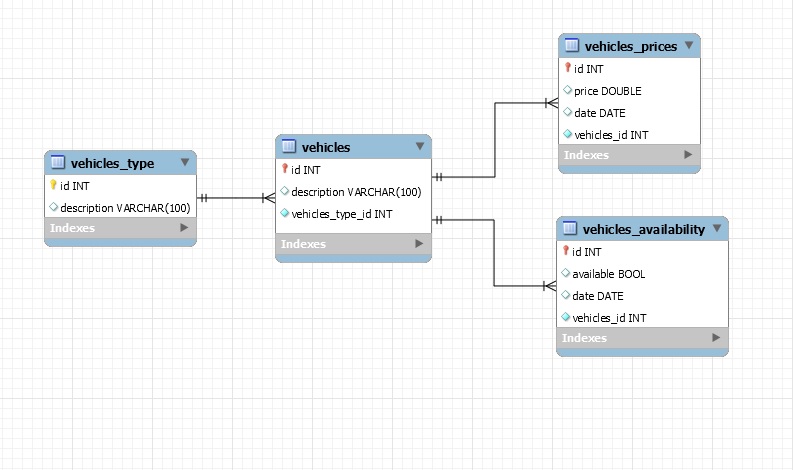 vehicles_type
id INT
description VARCHAR(100)
Indexes
vehicles
id INT
description VARCHAR(100)
vehicles_type_id INT
Indexes
vehicles_prices
id INT
price DOUBLE
date DATE
vehicles_id INT
Indexes
vehicles_availability
id INT
available BOOL
date DATE
vehicles_id INT
Indexes